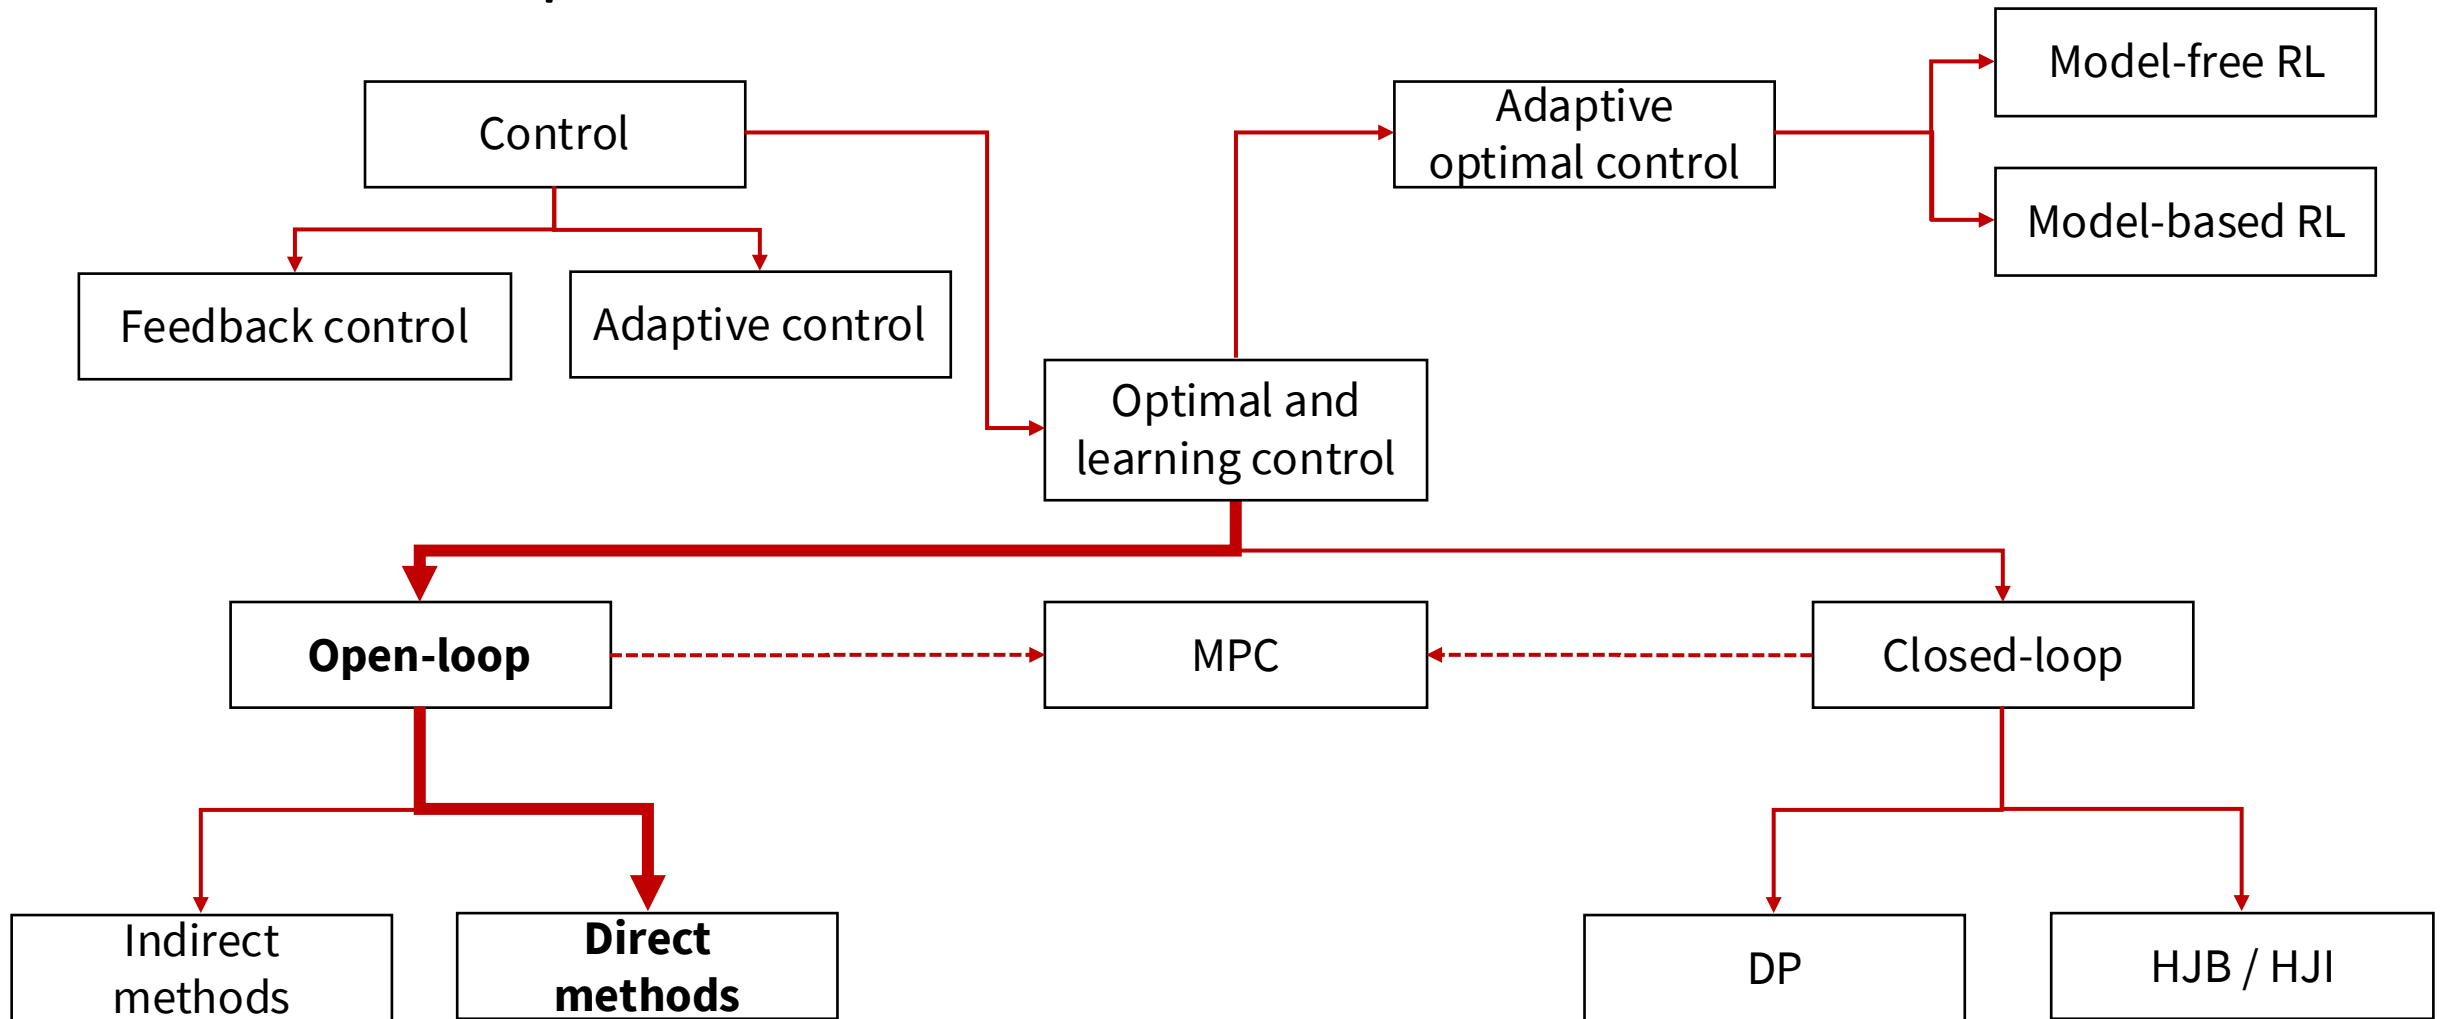 Model-free RL
Control
Adaptive
optimal control
Model-based RL
Feedback control
Adaptive control
Optimal and
learning control
Open-loop
MPC
Closed-loop
Indirect
methods
Direct
methods
DP
HJB / HJI